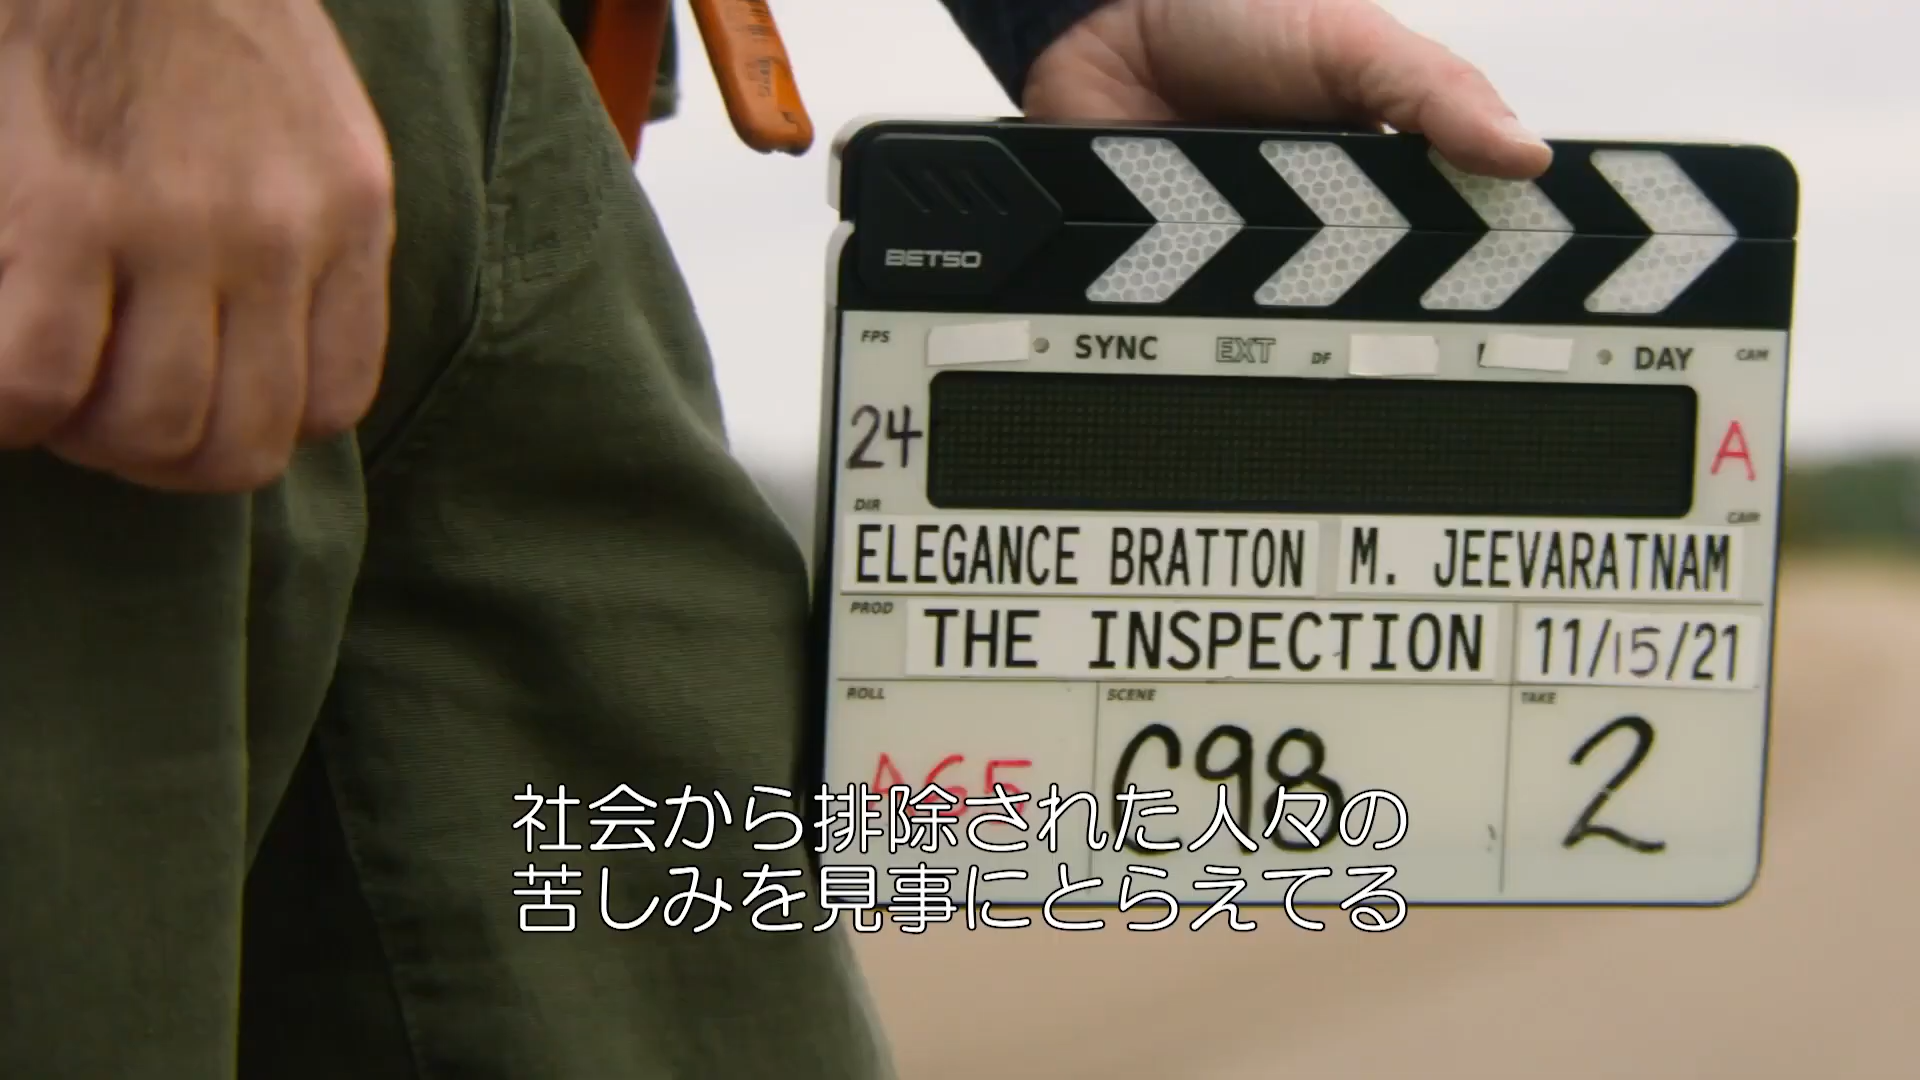 BETSO
FPS
SYNC EXT DF DAY CAM
24
A
DIR
CAM
ELEGANCE BRATTON M. JEEVARATNAM
PROD
THE INSPECTION 11/15/21
ROLL SCENE TAKE
A65 C98 2
社会から排除された人々の
苦しみを見事にとらえてる